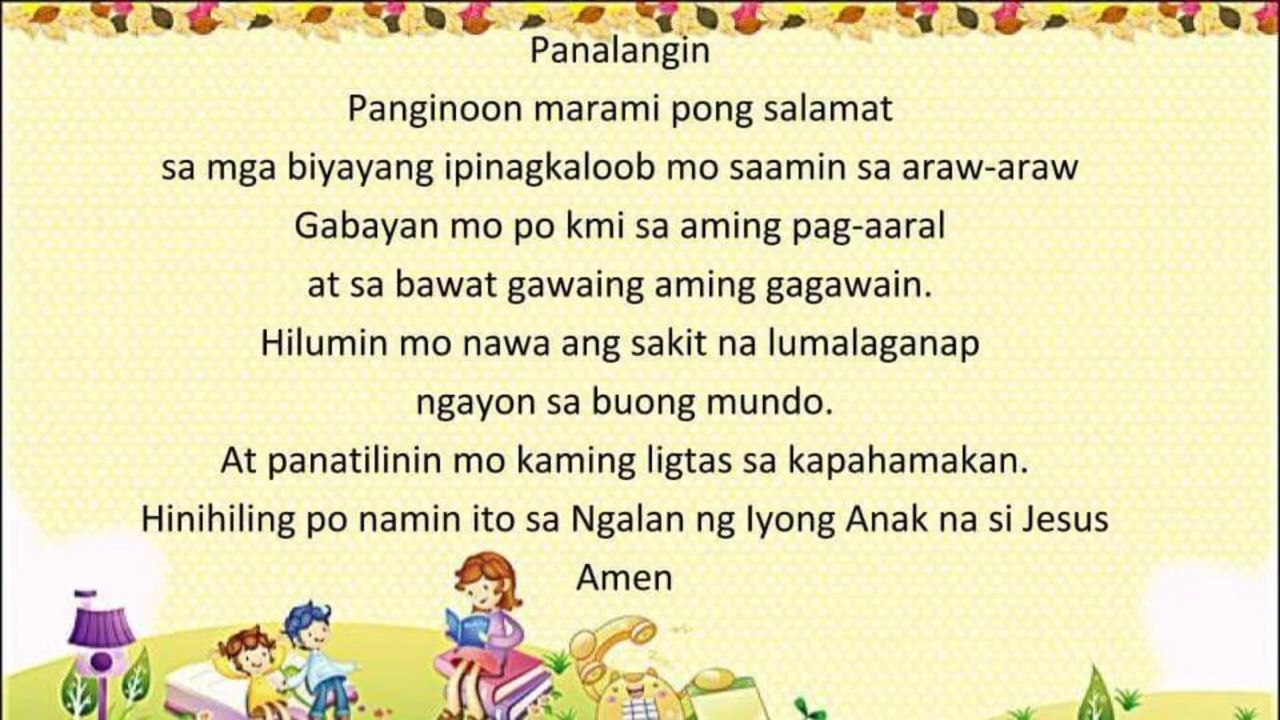 Panalangin
Panginoon marami pong salamat
sa mga biyayang ipinagkaloob mo saamin sa araw-araw
Gabayan mo po kmi sa aming pag-aaral
at sa bawat gawaing aming gagawain.
Hilumin mo nawa ang sakit na lumalaganap
ngayon sa buong mundo.
At panatilinin mo kaming ligtas sa kapahamakan.
Hinihiling po namin ito sa Ngalan ng Iyong Anak na si Jesus
Amen